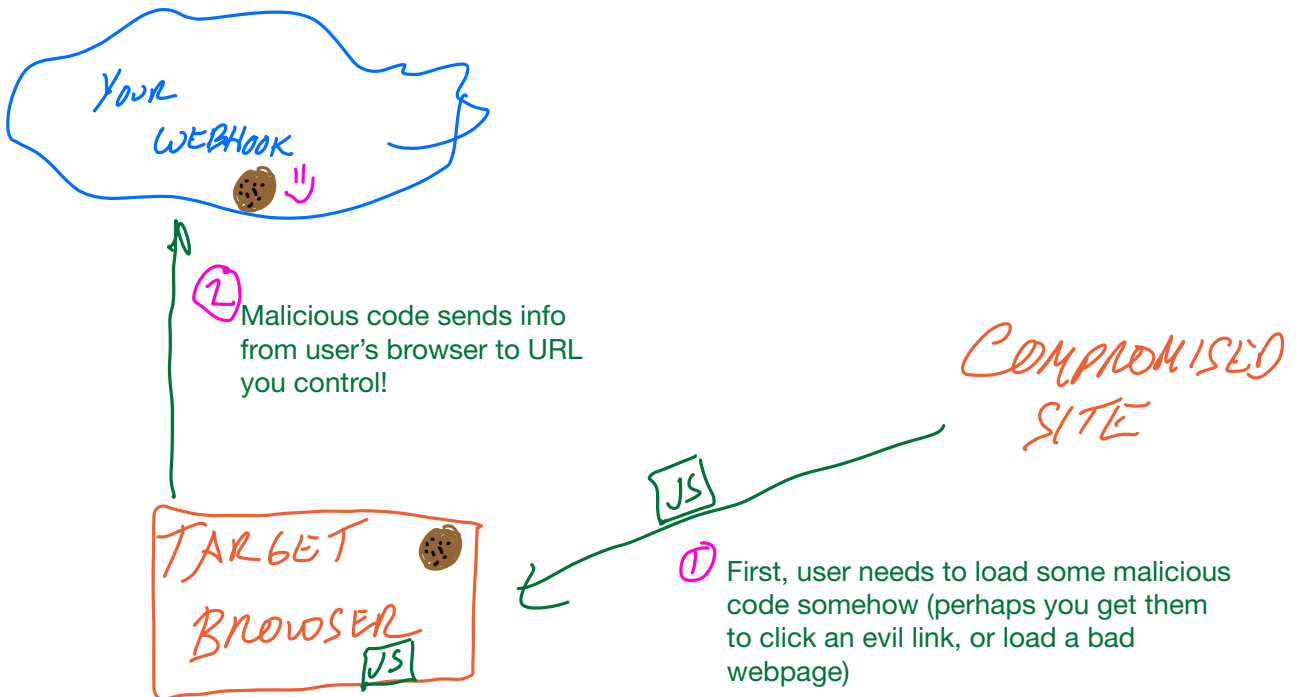 YOUR
WEBHOOK
2
Malicious code sends info
from user’s browser to URL
you control!
COMPROMISED
SITE
JS
1
First, user needs to load some malicious
code somehow (perhaps you get them
to click an evil link, or load a bad
webpage)
TARGET
BROWSER
JS